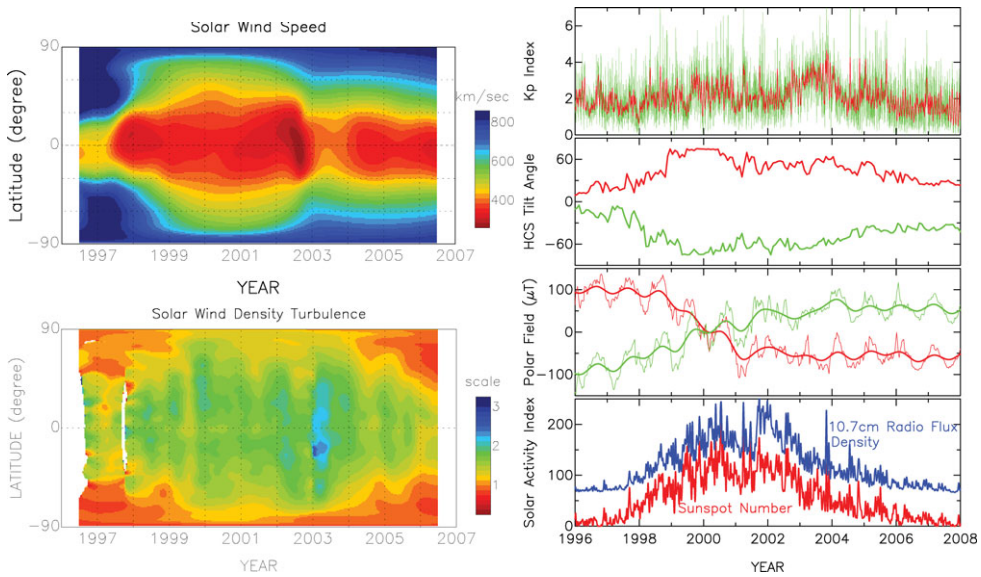 Solar Wind Speed
Latitude (degree)
90
0
-90
km/sec
800
600
400
1997 1999 2001 2003 2005 2007
YEAR
Solar Wind Density Turbulence
LATITUDE (degree)
90
0
-90
scale
3
2
1
1997 1999 2001 2003 2005 2007
YEAR
Kp Index
6
4
2
0
HCS Tilt Angle
60
0
-60
Polar Field (μT)
100
0
-100
Solar Activity Index
200
100
0
10.7cm Radio Flux
Density
Sunspot Number
1996 1998 2000 2002 2004 2006 2008
YEAR